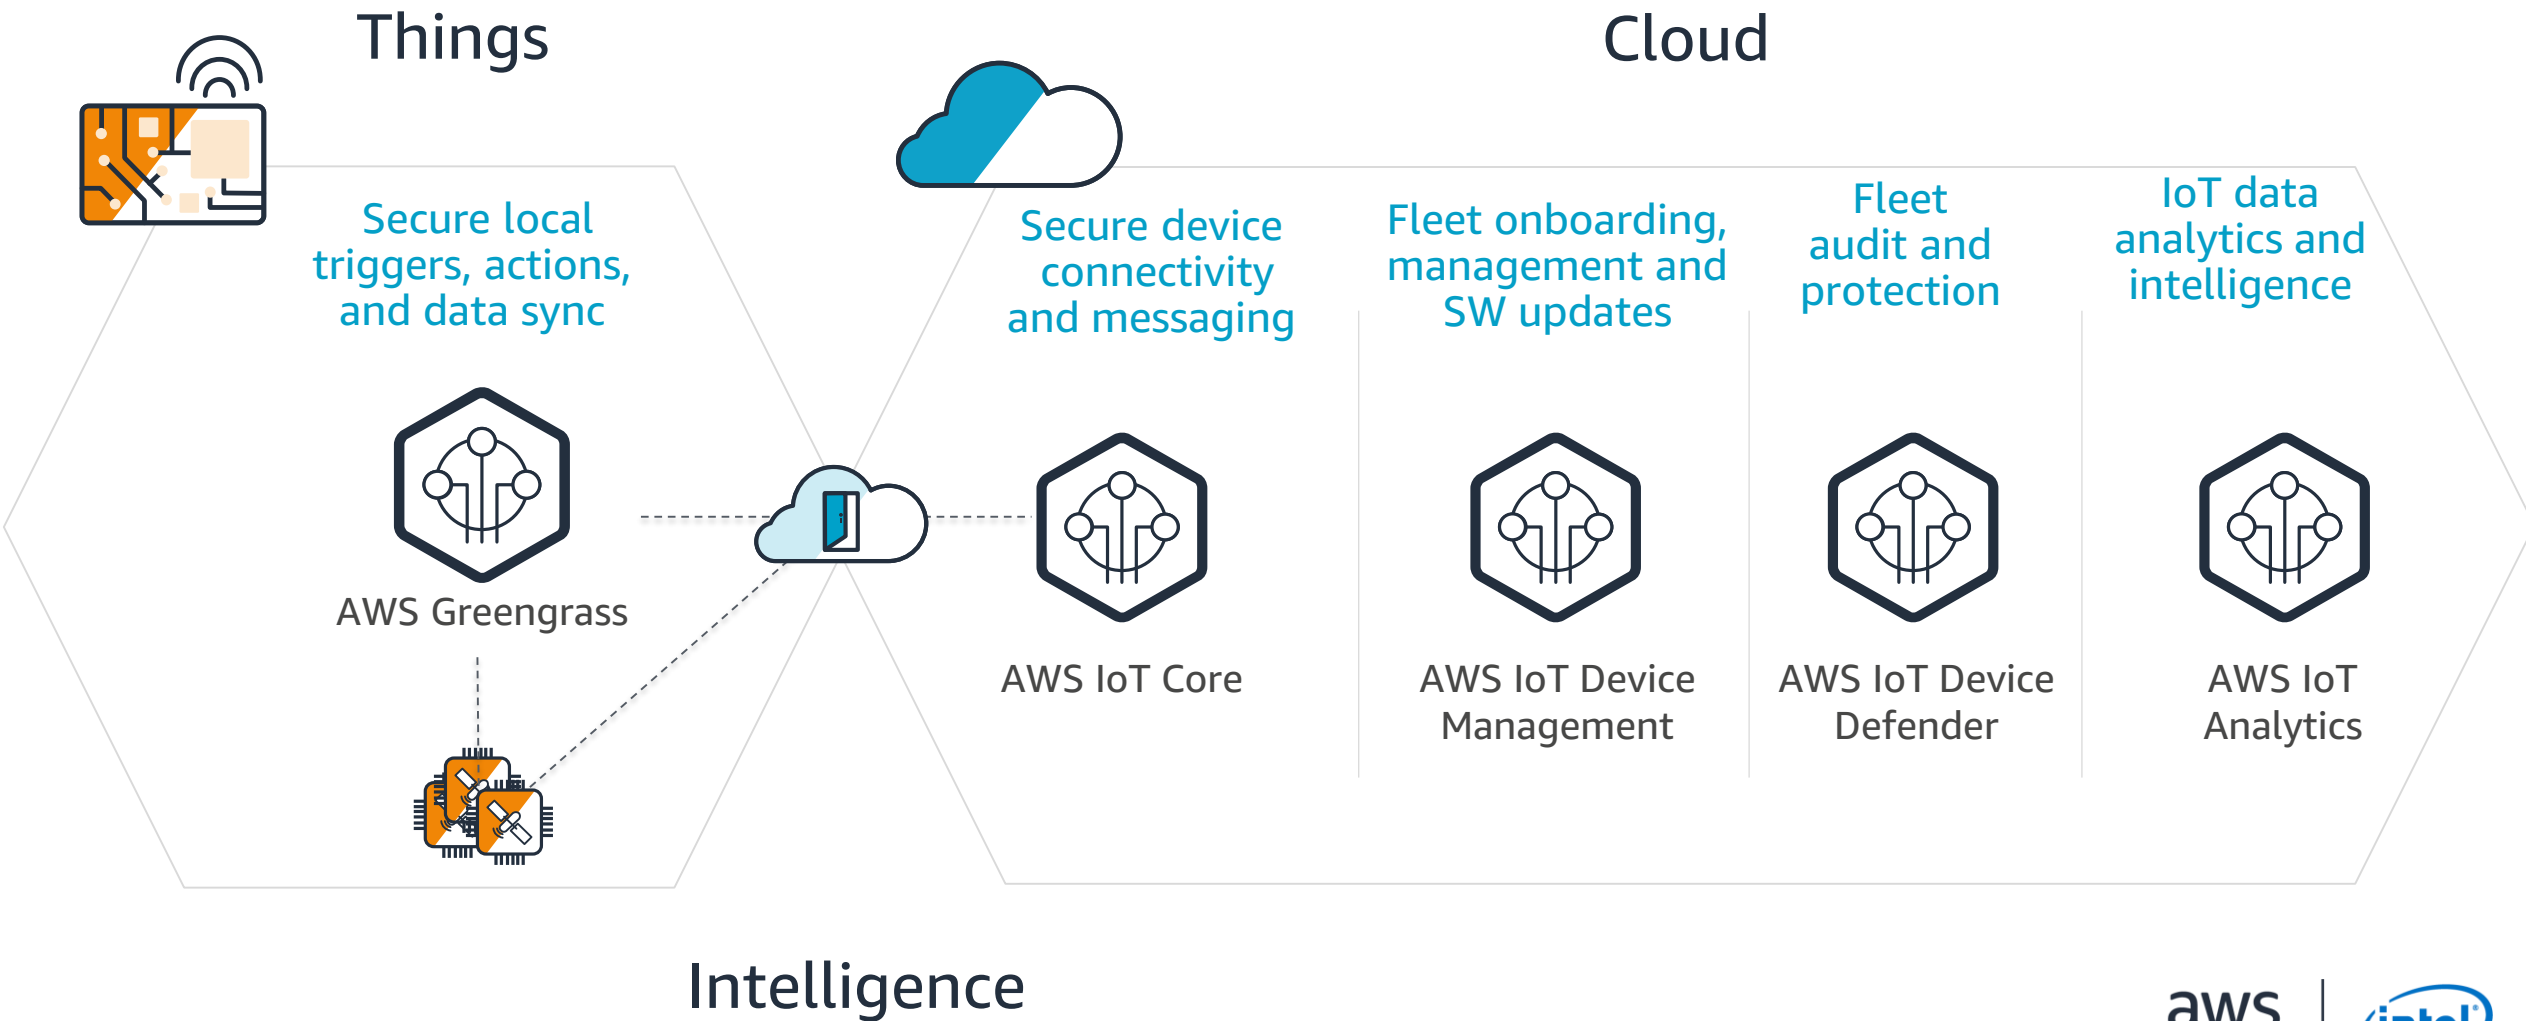 Things
Cloud
Secure local
triggers, actions,
and data sync
AWS Greengrass
Secure device
connectivity
and messaging
AWS IoT Core
Fleet onboarding,
management and
SW updates
AWS IoT Device
Management
Fleet
audit and
protection
AWS IoT Device
Defender
IoT data
analytics and
intelligence
AWS IoT
Analytics
Intelligence
aws
intel